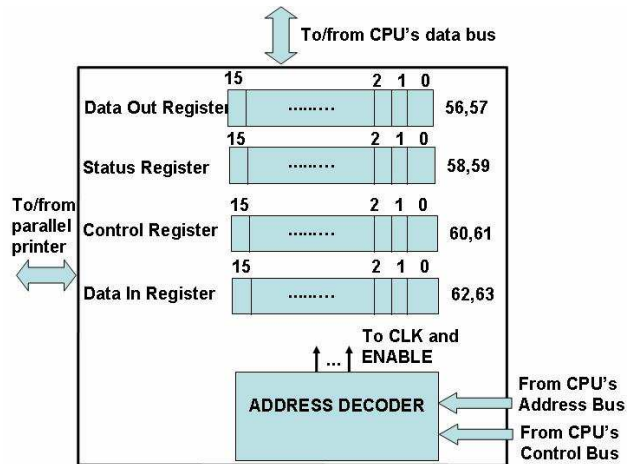 To/from CPU's data bus
15 2 1 0
Data Out Register ......... 56,57
15 2 1 0
Status Register ......... 58,59
15 2 1 0
To/from
parallel
printer
Control Register ......... 60,61
15 2 1 0
Data In Register ......... 62,63
To CLK and
ENABLE
...
ADDRESS DECODER
From CPU's
Address Bus
From CPU's
Control Bus